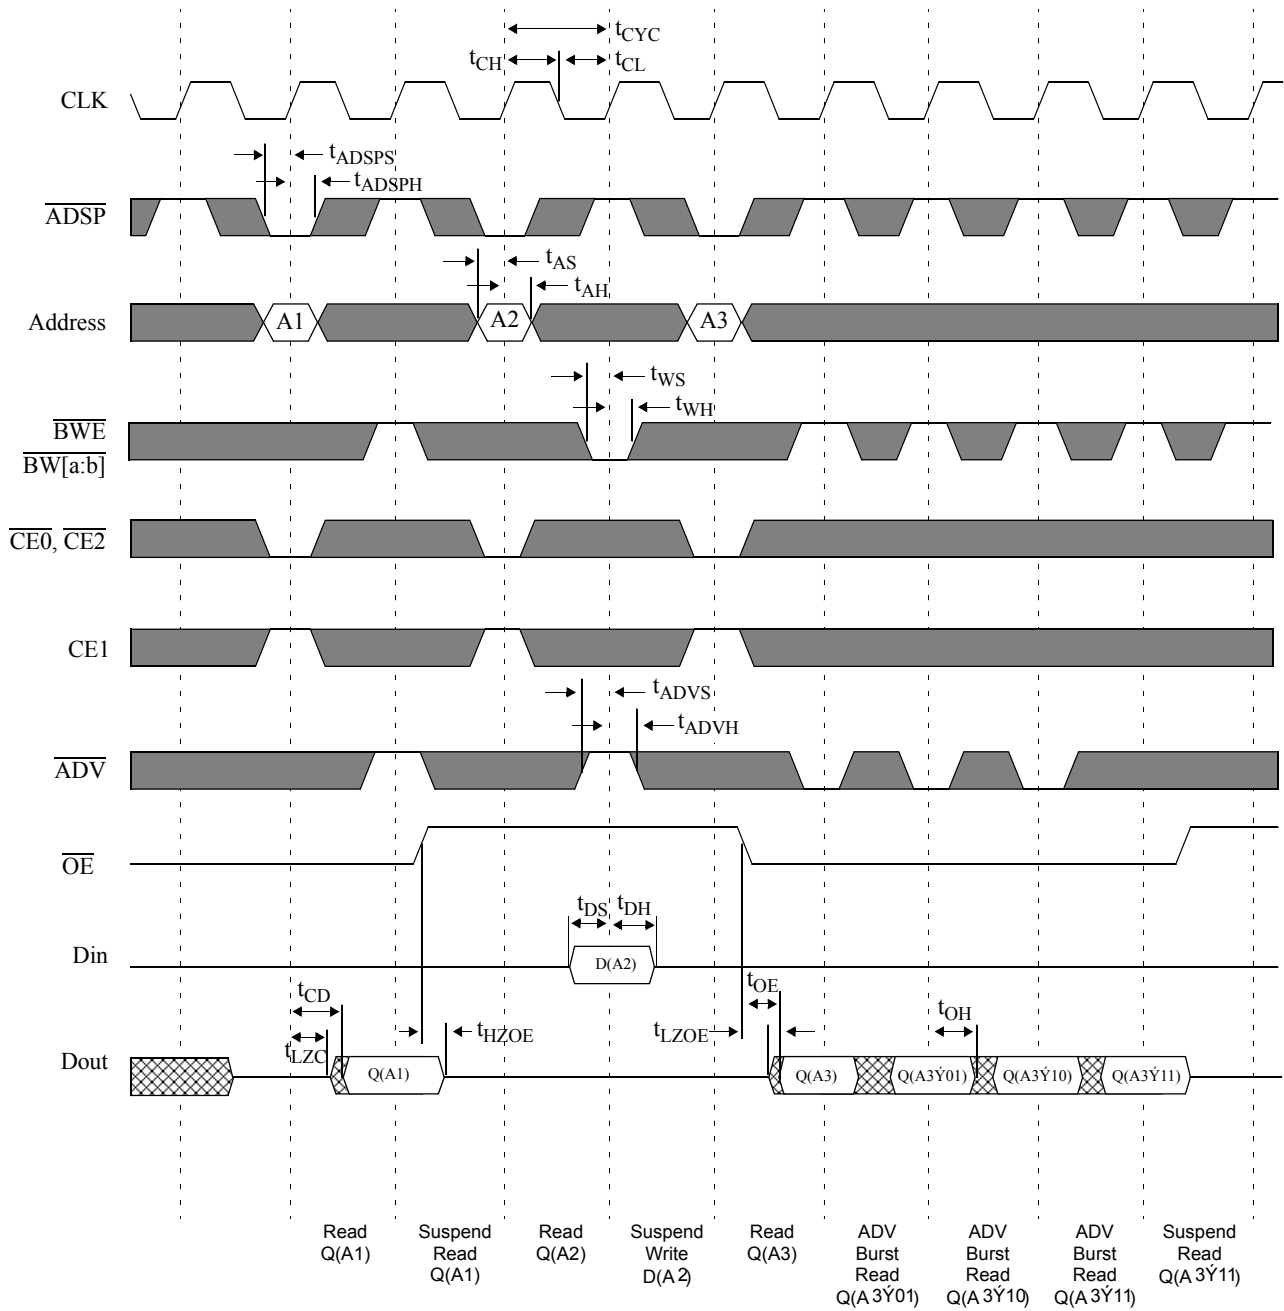 tCYC
tCH
tCL
CLK
tADSPS
tADSPH
ADSP
tAS
tAH
Address
A1
A2
A3
tWS
tWH
BWE
BW[a:b]
CE0, CE2
CE1
tADVS
tADVH
ADV
OE
tDS
tDH
Din
D(A2)
tCD
tOE
tLZC
tHZOE
tLZOE
tOH
Dout
Q(A1)
Q(A3)
Q(A3Ý01)
Q(A3Ý10)
Q(A3Ý11)
Read
Q(A1)
Suspend
Read
Q(A1)
Read
Q(A2)
Suspend
Write
D(A2)
Read
Q(A3)
ADV
Burst
Read
Q(A3Ý01)
ADV
Burst
Read
Q(A3Ý10)
ADV
Burst
Read
Q(A3Ý11)
Suspend
Read
Q(A3Ý11)